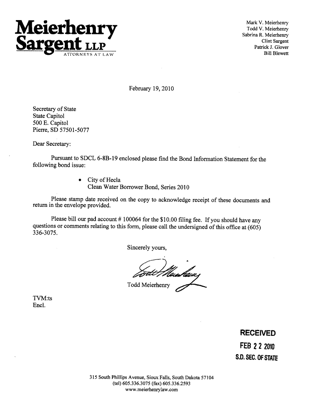 Meierhenry
Sargent LLP
ATTORNEYS AT LAW
Mark V. Meierhenry
Todd V. Meierhenry
Sabrina R. Meierhenry
Clint Sargent
Patrick J. Glover
Bill Blewett
February 19, 2010
Secretary of State
State Capitol
500 E. Capitol
Pierre, SD 57501-5077
Dear Secretary:
Pursuant to SDCL 6-8B-19 enclosed please find the Bond Information Statement for the
following bond issue:
• City of Hecla
Clean Water Borrower Bond, Series 2010
Please stamp date received on the copy to acknowledge receipt of these documents and
return in the envelope provided.
Please bill our pad account # 100064 for the $10.00 filing fee. If you should have any
questions or comments relating to this form, please call the undersigned of this office at (605)
336-3075.
Sincerely yours,
Todd Meierhenry
Todd Meierhenry
TVM:ts
Encl.
RECEIVED
FEB 22 2010
S.D. SEC. OF STATE
315 South Phillips Avenue, Sioux Falls, South Dakota 57104
(tel) 605.336.3075 (fax) 605.336.2593
www.meierhenrylaw.com